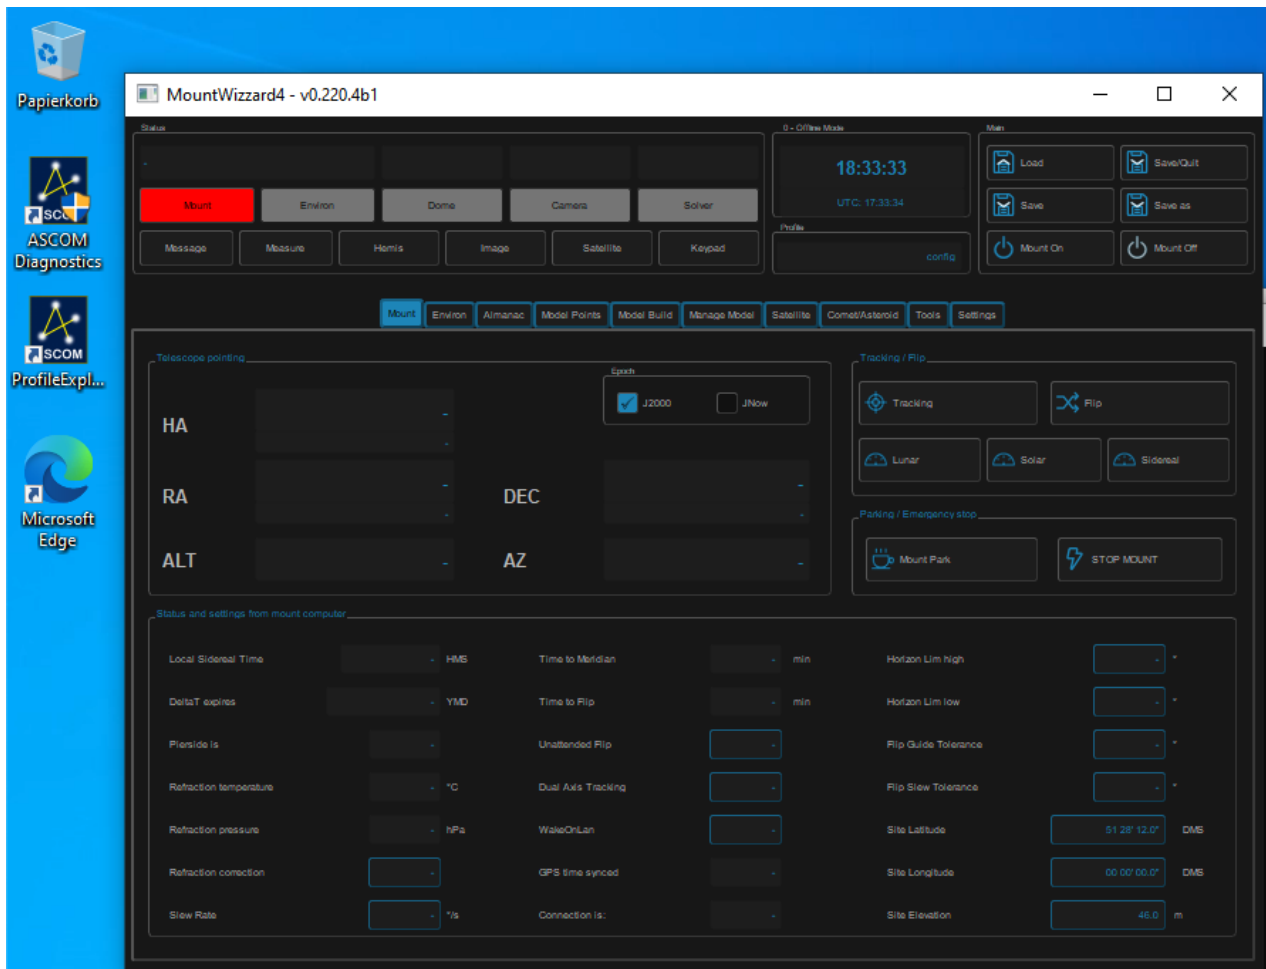 Papierkorb
ASCOM
ASCOM Diagnostics
ASCOM
ProfileExpl...
Microsoft Edge
MountWizzard4 - v0.220.4b1
Status
0 - Offline Mode
Main
-
18:33:33
Load
Save/Quit
Mount
Environ
Dome
Camera
Solver
UTC: 17:33:34
Save
Save as
Profile
Message
Measure
Hemis
Image
Satellite
Keypad
config
Mount On
Mount Off
Mount
Environ
Almanac
Model Points
Model Build
Manage Model
Satellite
Comet/Asteroid
Tools
Settings
Telescope pointing
Epoch
J2000
JNow
HA
-
-
RA
-
-
DEC
-
-
ALT
-
AZ
-
Tracking / Flip
Tracking
Flip
Lunar
Solar
Sidereal
Parking / Emergency stop
Mount Park
STOP MOUNT
Status and settings from mount computer
Local Sidereal Time - HMS
Time to Meridian - min
Horizon Lim high - °
DeltaT expires - YMD
Time to Flip - min
Horizon Lim low - °
Pierside is -
Unattended Flip -
Flip Guide Tolerance - °
Refraction temperature - °C
Dual Axis Tracking -
Flip Slew Tolerance - °
Refraction pressure - hPa
WakeOnLan -
Site Latitude 51 28' 12.0" DMS
Refraction correction -
GPS time synced -
Site Longitude 00 00' 00.0" DMS
Slew Rate - °/s
Connection is: -
Site Elevation 46.0 m